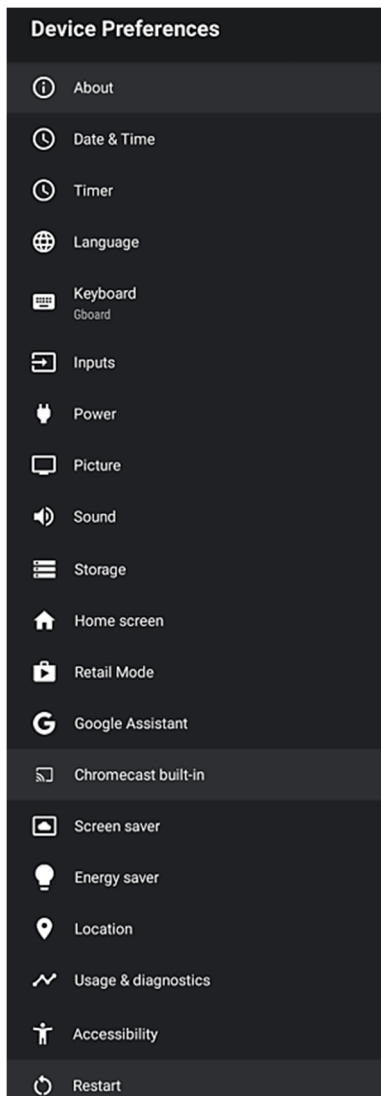 Device Preferences
About
Date & Time
Timer
Language
Keyboard
Gboard
Inputs
Power
Picture
Sound
Storage
Home screen
Retail Mode
Google Assistant
Chromecast built-in
Screen saver
Energy saver
Location
Usage & diagnostics
Accessibility
Restart